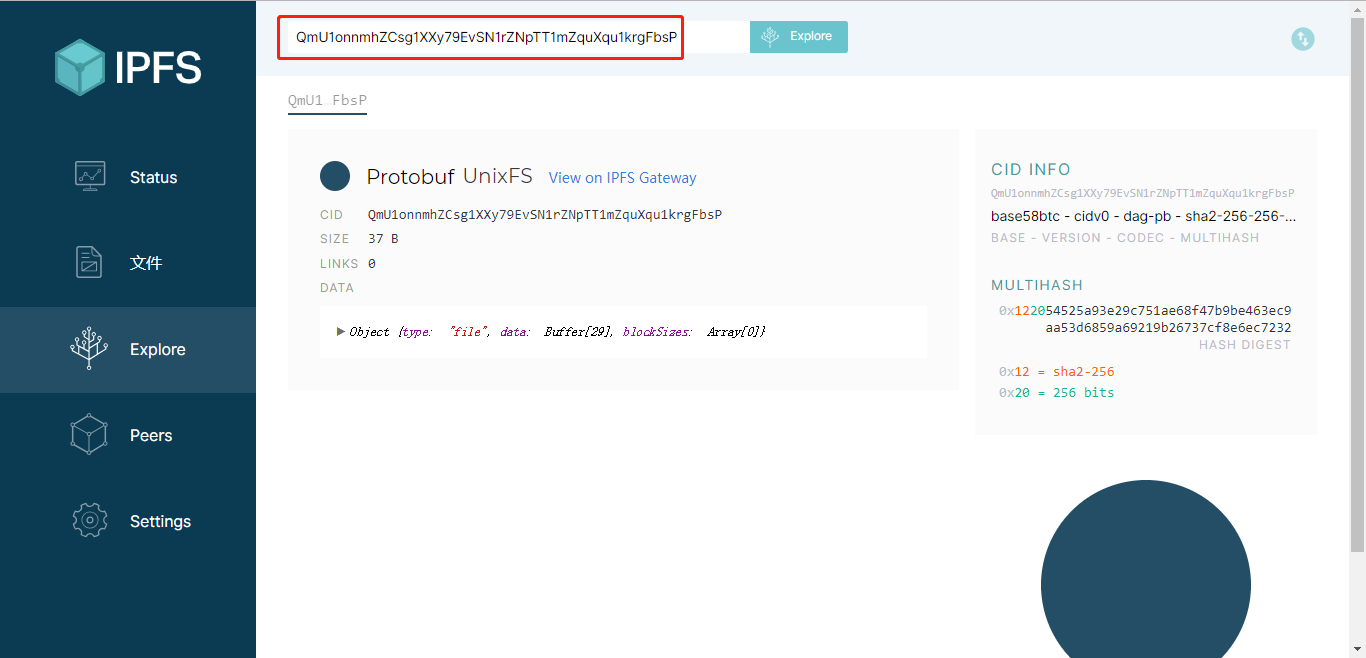 IPFS
Status
文件
Explore
Peers
Settings
QmU1onnmhZCsg1XXy79EvSN1rZNpTT1mZquXqu1krgFbsP
Explore
QmU1…FbsP
Protobuf UnixFS View on IPFS Gateway
CID QmU1onnmhZCsg1XXy79EvSN1rZNpTT1mZquXqu1krgFbsP
SIZE 37 B
LINKS 0
DATA
▶Object {type: "file", data: Buffer[29], blockSizes: Array[0]}
CID INFO
QmU1onnmhZCsg1XXy79EvSN1rZNpTT1mZquXqu1krgFbsP
base58btc - cidv0 - dag-pb - sha2-256-256-...
BASE - VERSION - CODEC - MULTIHASH
MULTIHASH
0x122054525a93e29c751ae68f47b9be463ec9
aa53d6859a69219b26737cf8e6ec7232
HASH DIGEST
0x12 = sha2-256
0x20 = 256 bits